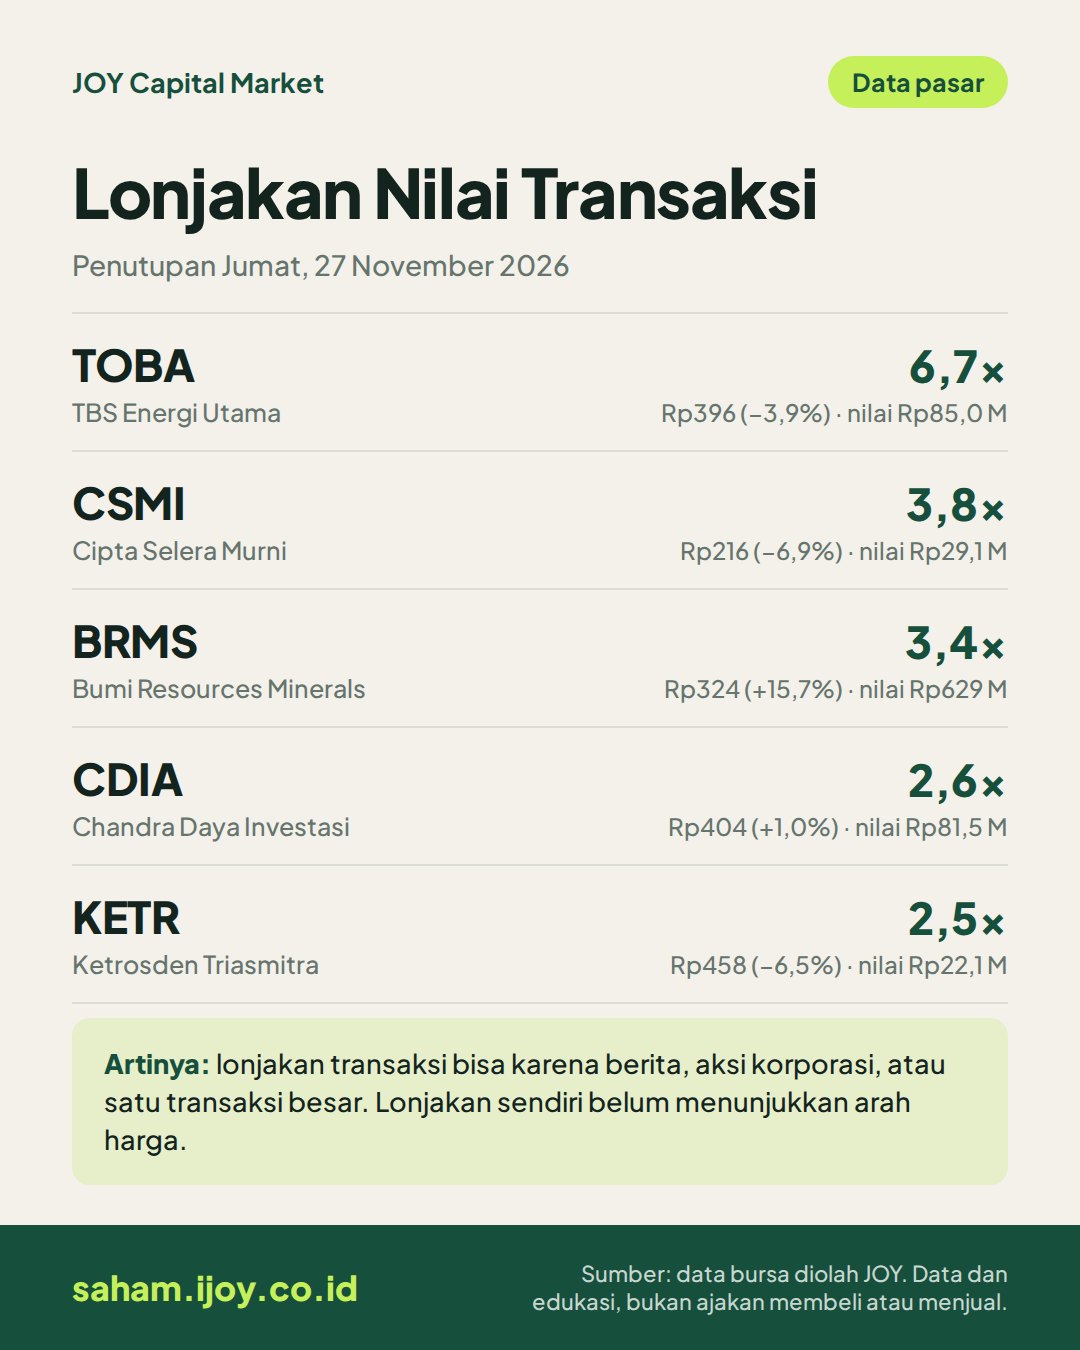 JOY Capital Market
Data pasar
Lonjakan Nilai Transaksi
Penutupan Jumat, 27 November 2026
TOBA
6,7×
TBS Energi Utama
Rp396 (−3,9%) · nilai Rp85,0 M
CSMI
3,8×
Cipta Selera Murni
Rp216 (−6,9%) · nilai Rp29,1 M
BRMS
3,4×
Bumi Resources Minerals
Rp324 (+15,7%) · nilai Rp629 M
CDIA
2,6×
Chandra Daya Investasi
Rp404 (+1,0%) · nilai Rp81,5 M
KETR
2,5×
Ketrosden Triasmitra
Rp458 (−6,5%) · nilai Rp22,1 M
Artinya: lonjakan transaksi bisa karena berita, aksi korporasi, atau
satu transaksi besar. Lonjakan sendiri belum menunjukkan arah
harga.
saham.ijoy.co.id
Sumber: data bursa diolah JOY. Data dan
edukasi, bukan ajakan membeli atau menjual.